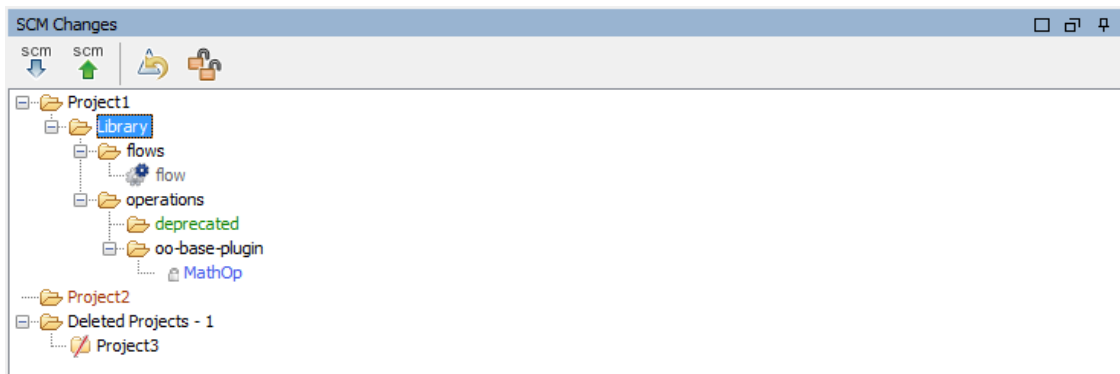 SCM Changes
scm scm
Project1
Library
flows
flow
operations
deprecated
oo-base-plugin
MathOp
Project2
Deleted Projects - 1
Project3